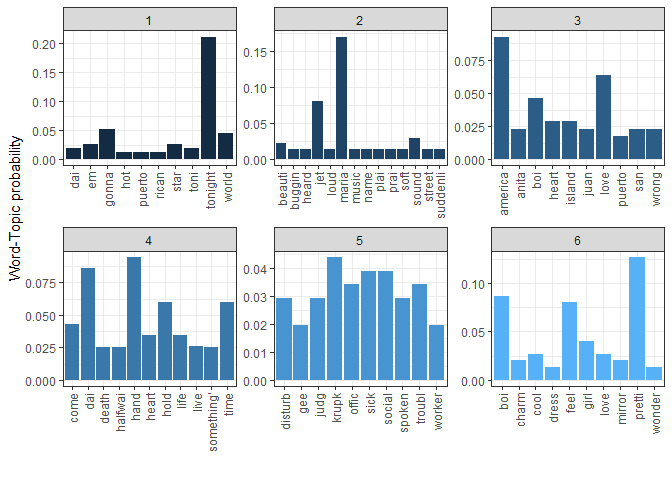 1 2 3
0.20
0.15
0.10
0.05
0.00
0.15
0.10
0.05
0.00
0.075
0.050
0.025
0.000
dai em gonna hot puerto rican star toni tonight world
beauti buggin heard jet loud maria music name plai prai soft sound street suddenli
america anita boi heart island juan love puerto san wrong
Word-Topic probability
4 5 6
0.075
0.050
0.025
0.000
0.04
0.03
0.02
0.01
0.00
0.10
0.05
0.00
come dai death halfwai hand heart hold life live something' time
disturb gee judg krupk offic sick social spoken troubl worker
boi charm cool dress feel girl love mirror pretti wonder